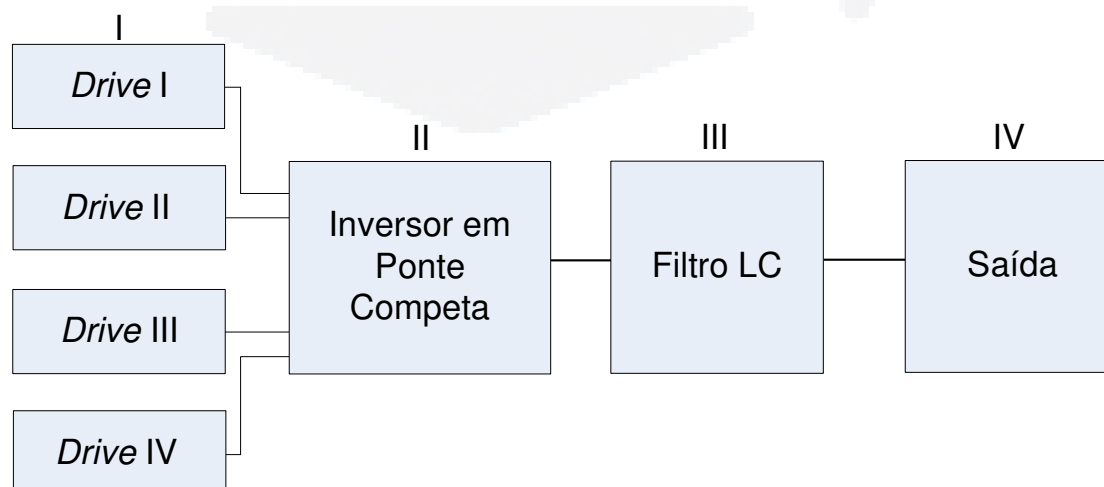 I
Drive I
Drive II
Drive III
Drive IV
II
Inversor em
Ponte
Competa
III
Filtro LC
IV
Saída